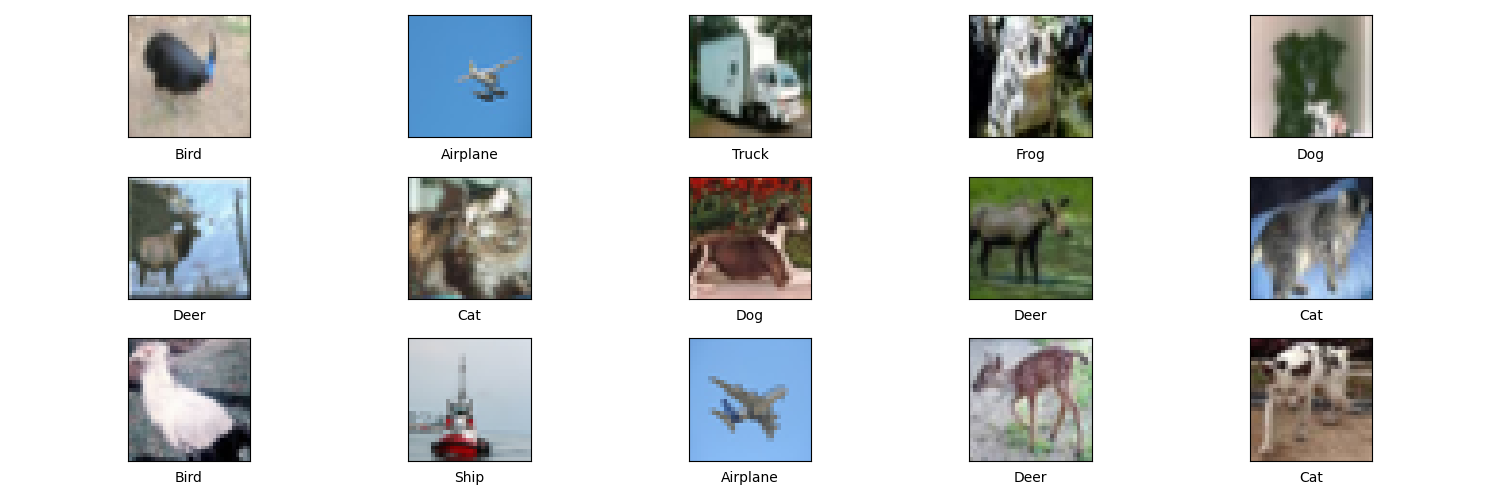 Bird Airplane Truck Frog Dog
Deer Cat Dog Deer Cat
Bird Ship Airplane Deer Cat